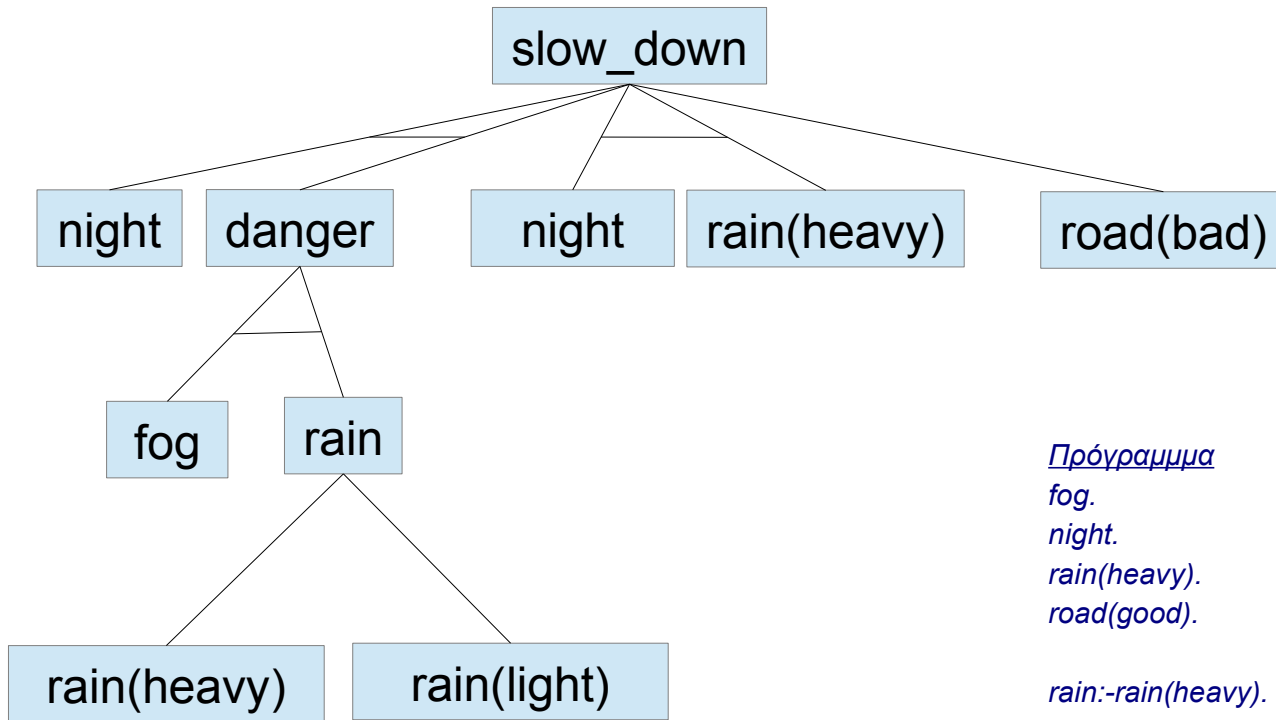 slow_down
night
danger
night
rain(heavy)
road(bad)
fog
rain
rain(heavy)
rain(light)
Πρόγραμμα
fog.
night.
rain(heavy).
road(good).
rain:-rain(heavy).